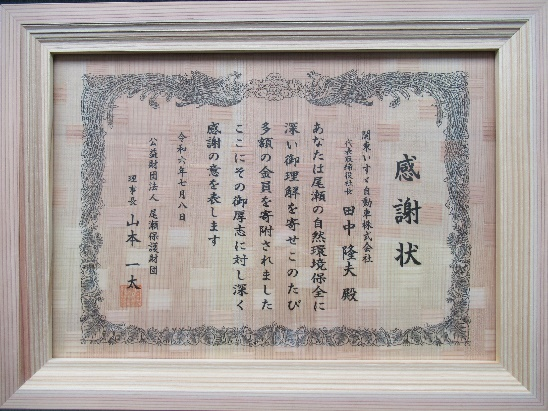 感謝状
関東いすゞ自動車株式会社
代表取締役社長 田中 隆夫 殿
あなたは尾瀬の自然環境保全に
深い御理解を寄せこのたび
多額の金員を寄附されました
ここにその御厚志に対し深く
感謝の意を表します
令和六年七月八日
公益財団法人 尾瀬保護財団
理事長 山本 一太